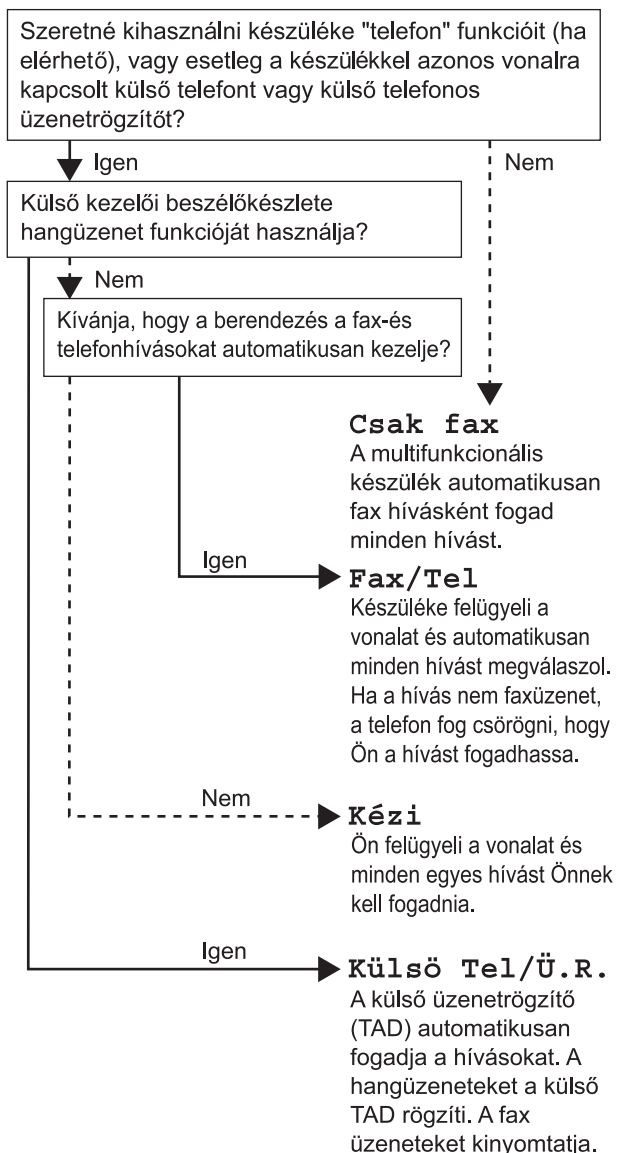 Szeretné kihasználni készüléke "telefon" funkcióit (ha
elérhető), vagy esetleg a készülékkel azonos vonalra
kapcsolt külső telefont vagy külső telefonos
üzenetrögzítőt?
Igen
Nem
Külső kezelői beszélőkészlete
hangüzenet funkcióját használja?
Nem
Kívánja, hogy a berendezés a fax-és
telefonhívásokat automatikusan kezelje?
Csak fax
A multifunkcionális
készülék automatikusan
fax hívásként fogad
minden hívást.
Igen
Fax/Tel
Készüléke felügyeli a
vonalat és automatikusan
minden hívást megválaszol.
Ha a hívás nem faxüzenet,
a telefon fog csörögni, hogy
Ön a hívást fogadhassa.
Nem
Kézi
Ön felügyeli a vonalat és
minden egyes hívást Önnek
kell fogadnia.
Igen
Külsö Tel/Ü.R.
A külső üzenetrögzítő
(TAD) automatikusan
fogadja a hívásokat. A
hangüzeneteket a külső
TAD rögzíti. A fax
üzeneteket kinyomtatja.